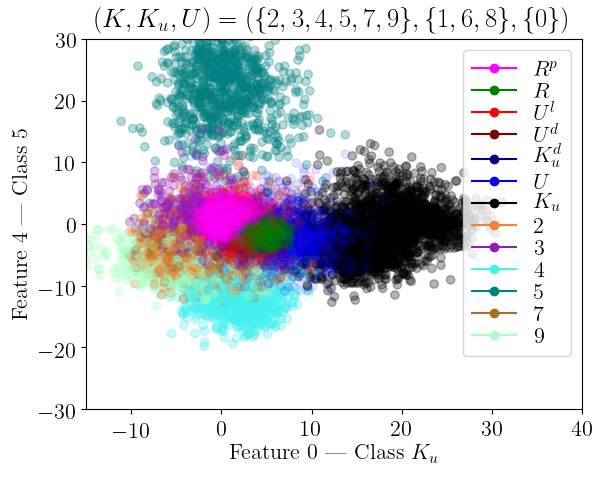 (K, K_u, U) = ({2, 3, 4, 5, 7, 9}, {1, 6, 8}, {0})
30
20
10
0
−10
−20
−30
Feature 4 — Class 5
−10 0 10 20 30 40
Feature 0 — Class K_u
R^p
R
U^l
U^d
K_u^d
U
K_u
2
3
4
5
7
9